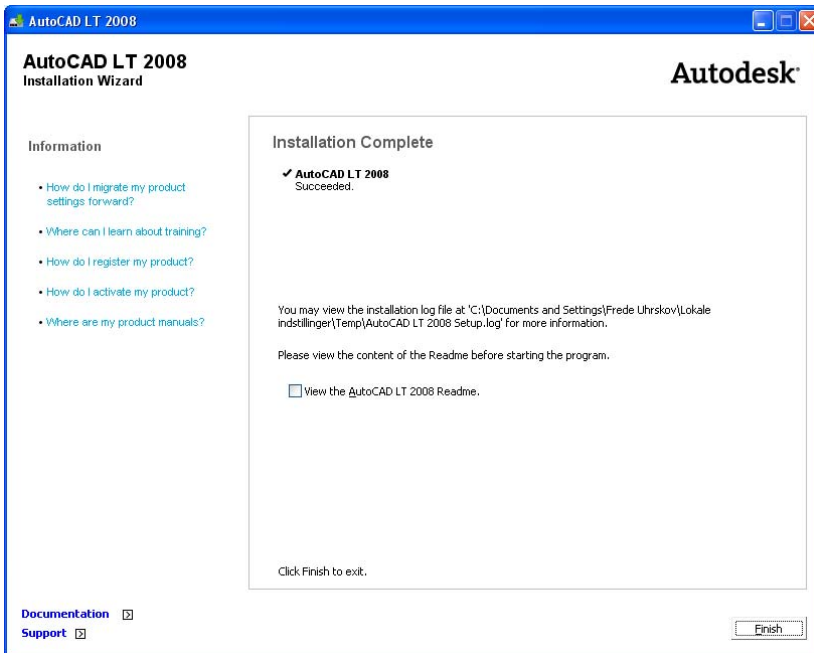 AutoCAD LT 2008
AutoCAD LT 2008
Installation Wizard
Autodesk
Information
• How do I migrate my product
settings forward?
• Where can I learn about training?
• How do I register my product?
• How do I activate my product?
• Where are my product manuals?
Installation Complete
✓ AutoCAD LT 2008
Succeeded.
You may view the installation log file at 'C:\Documents and Settings\Frede Uhrskov\Lokale
indstillinger\Temp\AutoCAD LT 2008 Setup.log' for more information.
Please view the content of the Readme before starting the program.
View the AutoCAD LT 2008 Readme.
Click Finish to exit.
Documentation
Support
Finish